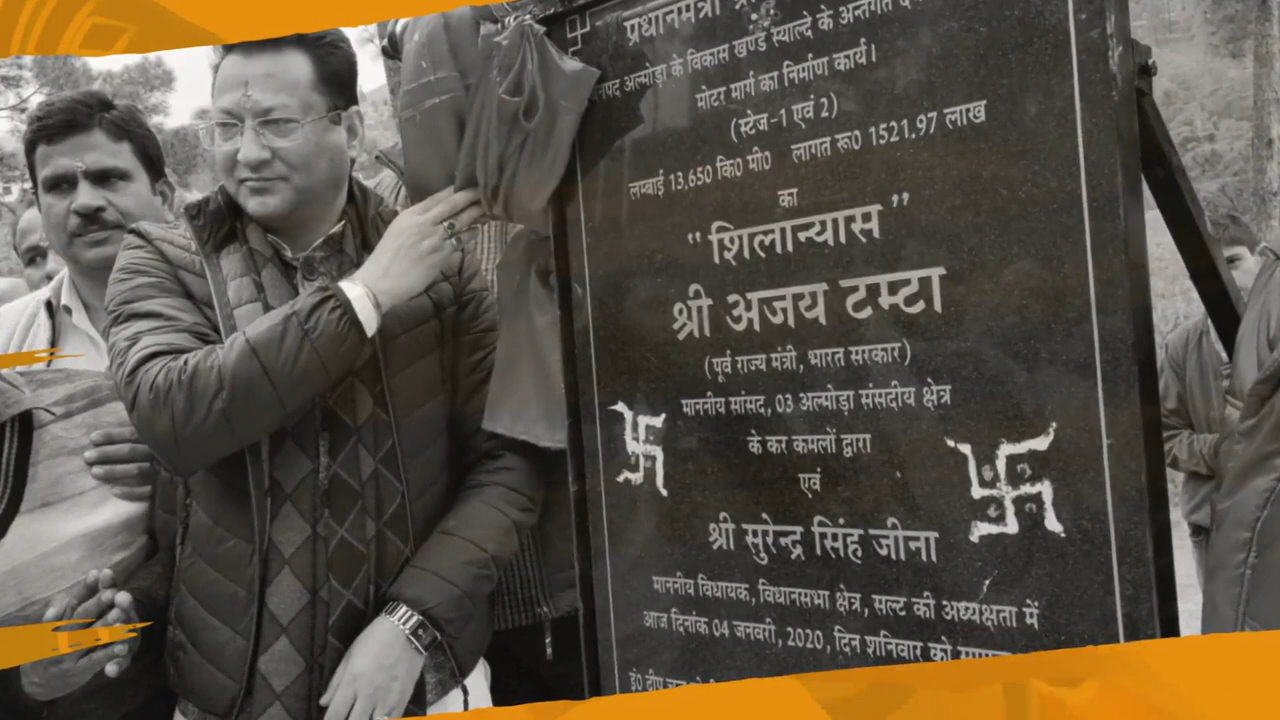 प्रधानमंत्री
जनपद अल्मोड़ा के विकास खण्ड स्याल्दे के अन्तर्गत
मोटर मार्ग का निर्माण कार्य।
(स्टेज-1 एवं 2)
लम्बाई 13,650 कि0 मी0 लागत रू0 1521.97 लाख
का
"शिलान्यास"
श्री अजय टम्टा
(पूर्व राज्य मंत्री, भारत सरकार)
माननीय सांसद, 03 अल्मोड़ा संसदीय क्षेत्र
के कर कमलों द्वारा
एवं
श्री सुरेन्द्र सिंह जीना
माननीय विधायक, विधानसभा क्षेत्र, सल्ट की अध्यक्षता में
आज दिनांक 04 जनवरी, 2020, दिन शनिवार को
इं0 दीप